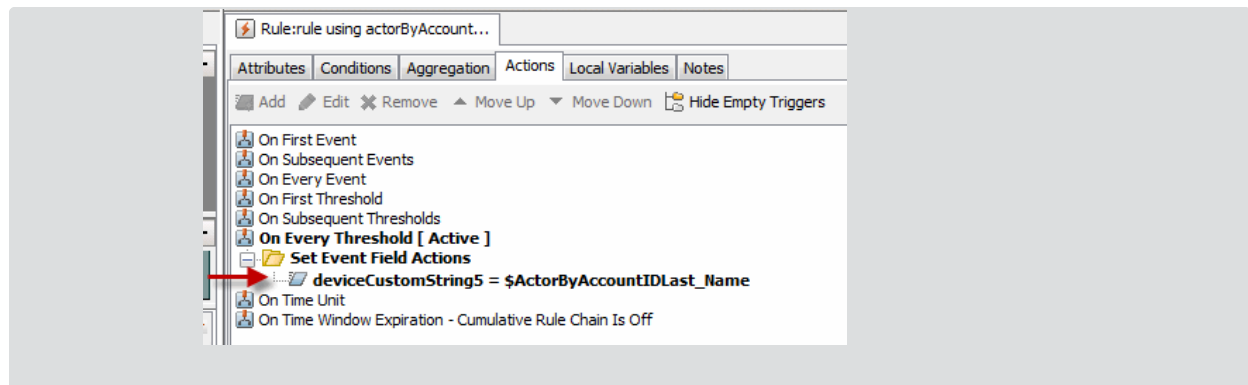 Rule:rule using actorByAccount...
Attributes Conditions Aggregation Actions Local Variables Notes
Add Edit Remove Move Up Move Down Hide Empty Triggers
On First Event
On Subsequent Events
On Every Event
On First Threshold
On Subsequent Thresholds
On Every Threshold [ Active ]
Set Event Field Actions
deviceCustomString5 = $ActorByAccountIDLast_Name
On Time Unit
On Time Window Expiration - Cumulative Rule Chain Is Off